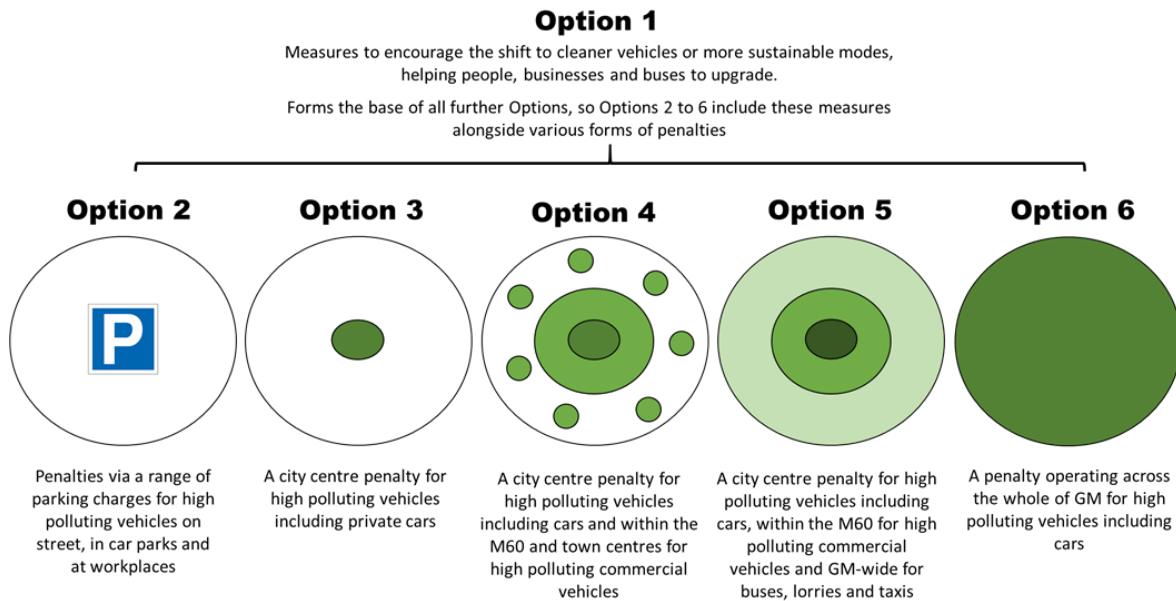 Option 1
Measures to encourage the shift to cleaner vehicles or more sustainable modes,
helping people, businesses and buses to upgrade.
Forms the base of all further Options, so Options 2 to 6 include these measures
alongside various forms of penalties
Option 2
Option 3
Option 4
Option 5
Option 6
P
Penalties via a range of
parking charges for high
polluting vehicles on
street, in car parks and
at workplaces
A city centre penalty for
high polluting vehicles
including private cars
A city centre penalty for
high polluting vehicles
including cars and within the
M60 and town centres for
high polluting commercial
vehicles
A city centre penalty for high
polluting vehicles including
cars, within the M60 for high
polluting commercial
vehicles and GM-wide for
buses, lorries and taxis
A penalty operating across
the whole of GM for high
polluting vehicles including
cars